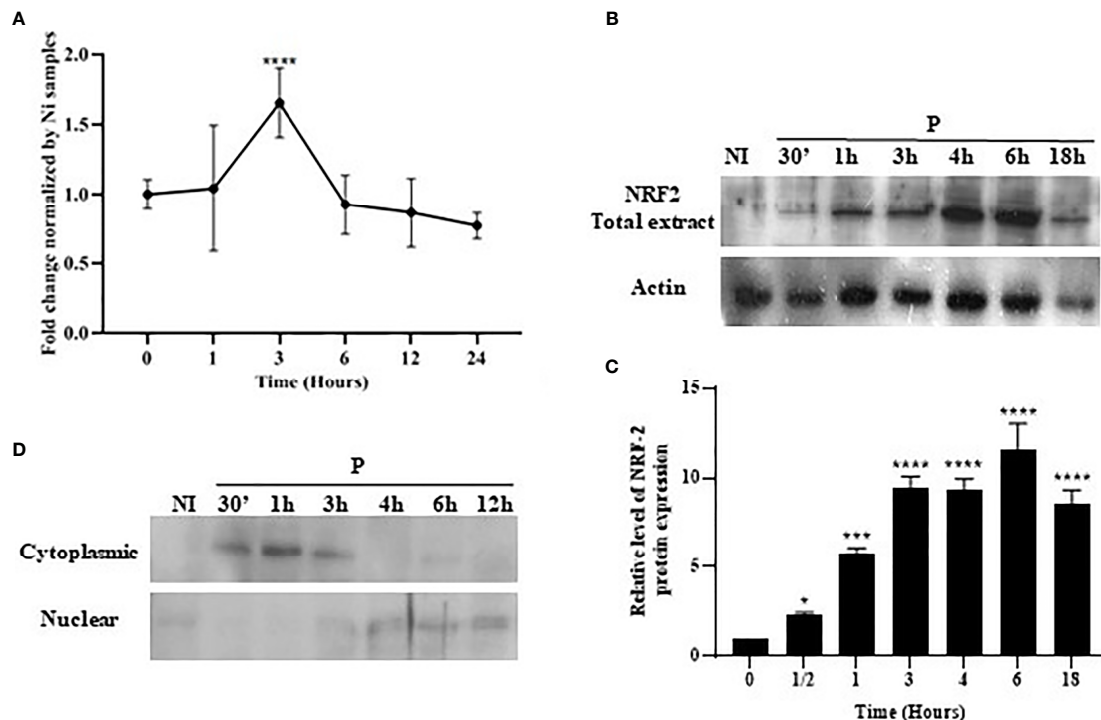 A
Fold change normalized by Ni samples
2.0
1.5
1.0
0.5
0.0
****
0 1 3 6 12 24
Time (Hours)
B
P
NI 30’ 1h 3h 4h 6h 18h
NRF2
Total extract
Actin
C
Relative level of NRF-2
protein expression
15
10
5
0
* *** **** **** **** ****
0 1/2 1 3 4 6 18
Time (Hours)
D
P
NI 30’ 1h 3h 4h 6h 12h
Cytoplasmic
Nuclear